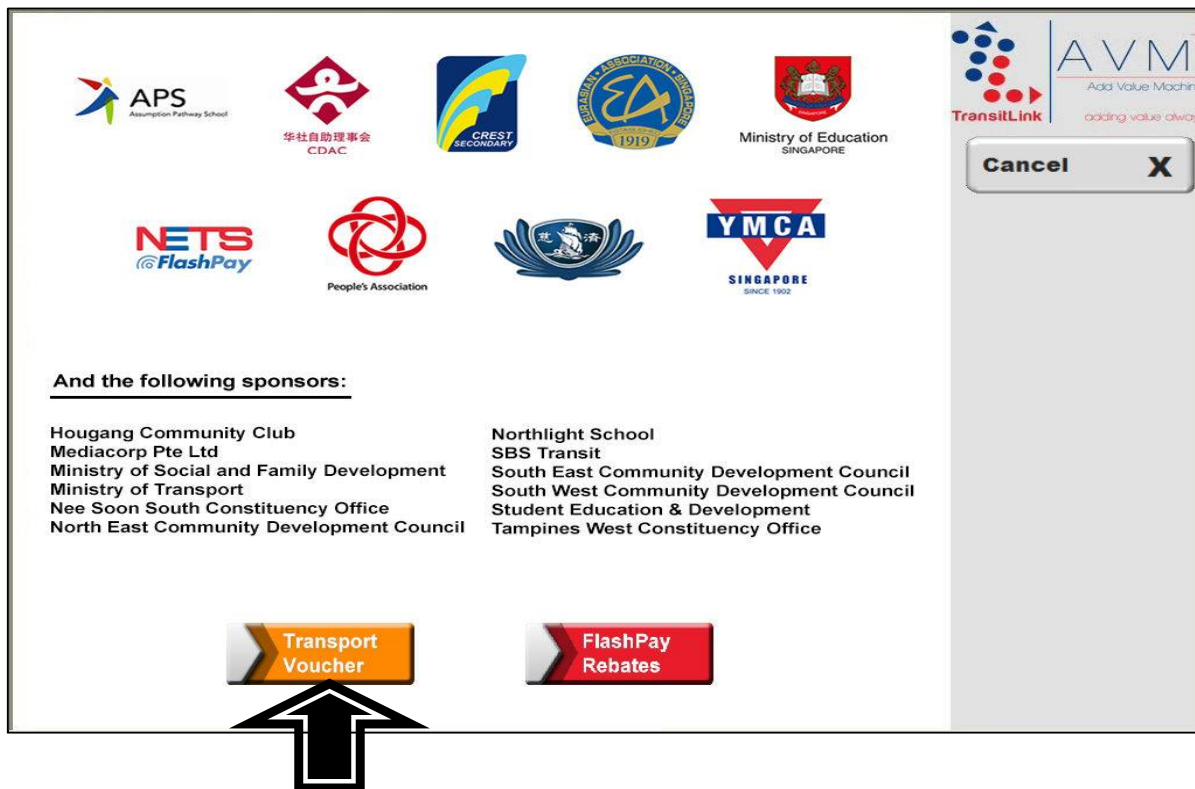 APS
Assumption Pathway School
华社自助理事会
CDAC
CREST
SECONDARY
EURASIAN · ASSOCIATION · SINGAPORE
EA
1919
Ministry of Education
SINGAPORE
NETS
FlashPay
People's Association
慈 濟
YMCA
SINGAPORE
SINCE 1902
TransitLink
AVM
Add Value Machin
adding value alway
Cancel X
And the following sponsors:
Hougang Community Club
Mediacorp Pte Ltd
Ministry of Social and Family Development
Ministry of Transport
Nee Soon South Constituency Office
North East Community Development Council
Northlight School
SBS Transit
South East Community Development Council
South West Community Development Council
Student Education & Development
Tampines West Constituency Office
Transport
Voucher
FlashPay
Rebates